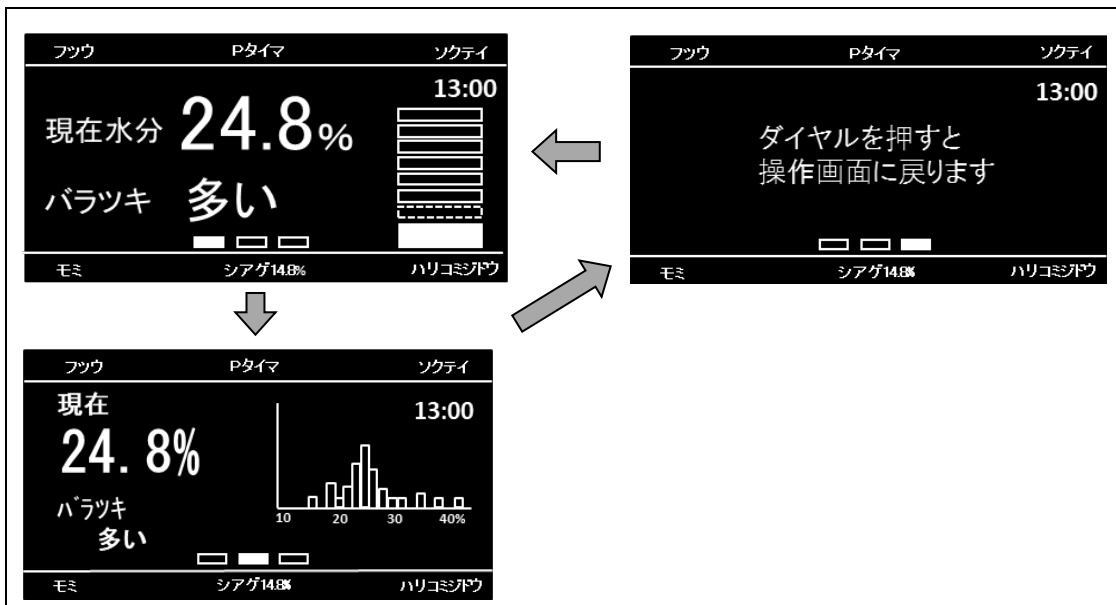 フツウ Pタイマ ソクテイ
13:00
現在水分 24.8%
バラツキ 多い
モミ シアゲ14.8% ハリコミジドウ
フツウ Pタイマ ソクテイ
13:00
ダイヤルを押すと
操作画面に戻ります
モミ シアゲ14.8% ハリコミジドウ
フツウ Pタイマ ソクテイ
現在
13:00
24.8%
バラツキ
多い
10 20 30 40%
モミ シアゲ14.8% ハリコミジドウ